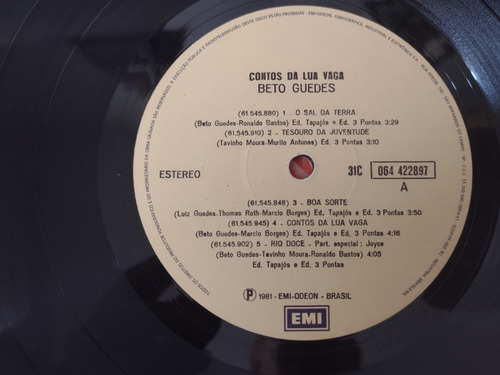 CONTOS DA LUA VAGA
BETO GUEDES
(61.545.880) 1 - O SAL DA TERRA
(Beto Guedes-Ronaldo Bastos) Ed. Tapajós e Ed. 3 Pontas 3:29
(61.545.912) 2 - TESOURO DA JUVENTUDE
(Tavinho Moura-Murilo Antunes) Ed. 3 Pontas 3:10
ESTEREO
31C 064 422897
A
(61.545.848) 3 - BOA SORTE
(Luiz Guedes-Thomas Roth-Marcio Borges) Ed. Tapajós e Ed. 3 Pontas 3:50
(61.545 945) 4 - CONTOS DA LUA VAGA
(Beto Guedes-Marcio Borges) Ed. Tapajós e Ed. 3 Pontas 4:16
(61.545.902) 5 - RIO DOCE - Part. especial: Joyce
(Beto Guedes-Tavinho Moura-Ronaldo Bastos) 4:05
Ed. Tapajós e Ed. 3 Pontas
℗ 1981 - EMI-ODEON - BRASIL
EMI